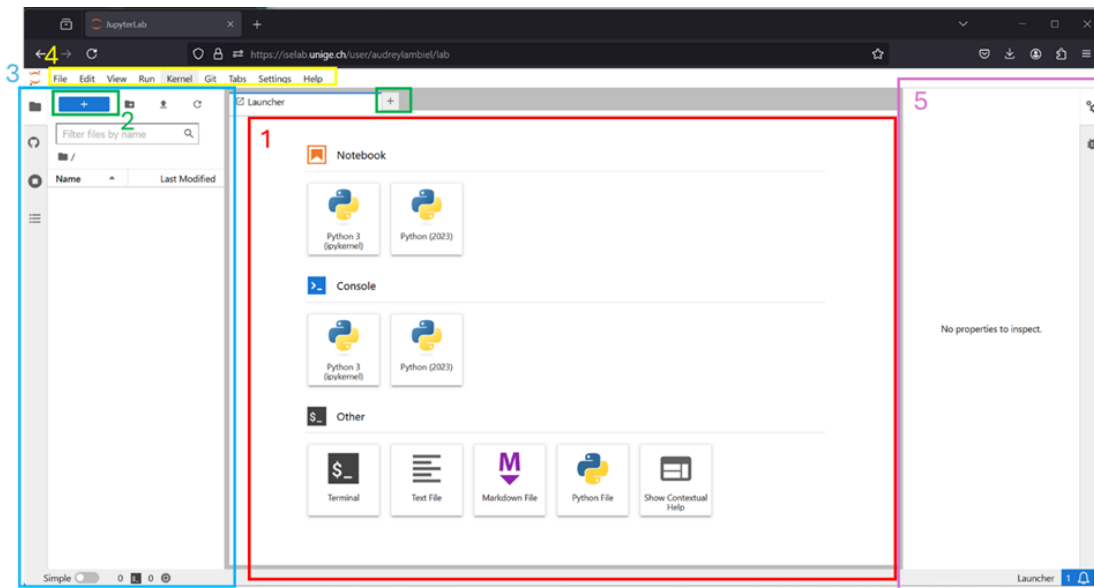 JupyterLab
https://iselab.unige.ch/user/audreylambiel/lab
4
3
File Edit View Run Kernel Git Tabs Settings Help
5
+
2
Launcher
+
Filter files by name
/
Name Last Modified
1
Notebook
Python 3
(ipykernel)
Python (2023)
Console
Python 3
(ipykernel)
Python (2023)
$_ Other
$_
Terminal
Text File
M
Markdown File
Python File
Show Contextual
Help
No properties to inspect.
Simple 0 $_ 0
Launcher 1